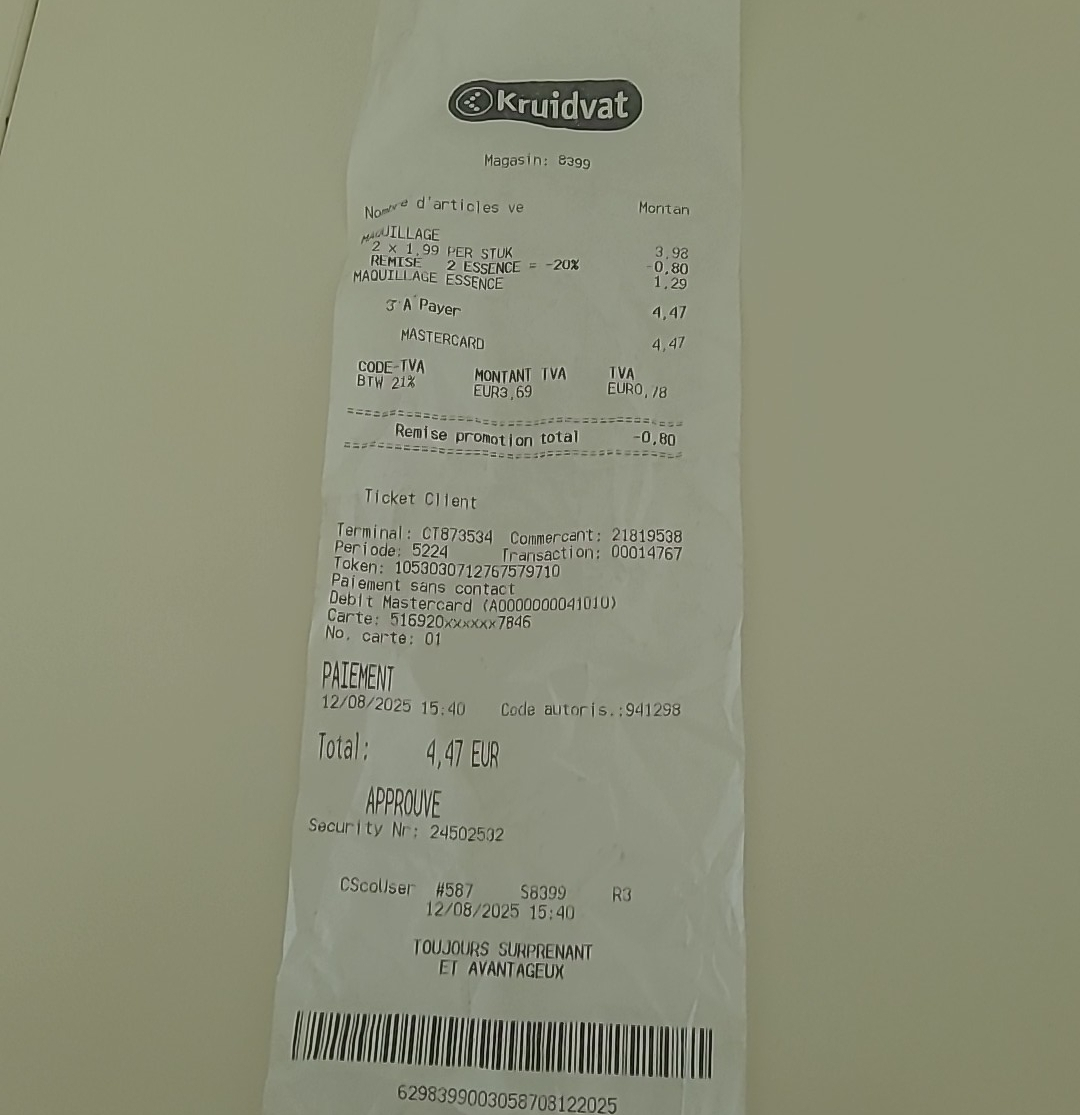 Kruidvat
Magasin: 8399
Nombre d'articles ve Montan
MAQUILLAGE
2 x 1,99 PER STUK 3,98
REMISE 2 ESSENCE = -20% -0,80
MAQUILLAGE ESSENCE 1,29
3 A Payer 4,47
MASTERCARD 4,47
CODE-TVA MONTANT TVA TVA
BTW 21% EUR3,69 EUR0,78
Remise promotion total -0,80
Ticket Client
Terminal: CT873534 Commercant: 21819538
Periode: 5224 Transaction: 00014767
Token: 1053030712767579710
Paiement sans contact
Debit Mastercard (A0000000041010)
Carte: 516920xxxxxx7846
No. carte: 01
PAIEMENT
12/08/2025 15:40 Code autoris.:941298
Total: 4,47 EUR
APPROUVE
Security Nr: 24502532
CScoUser #587 S8399 R3
12/08/2025 15:40
TOUJOURS SURPRENANT
ET AVANTAGEUX
6298399003058708122025